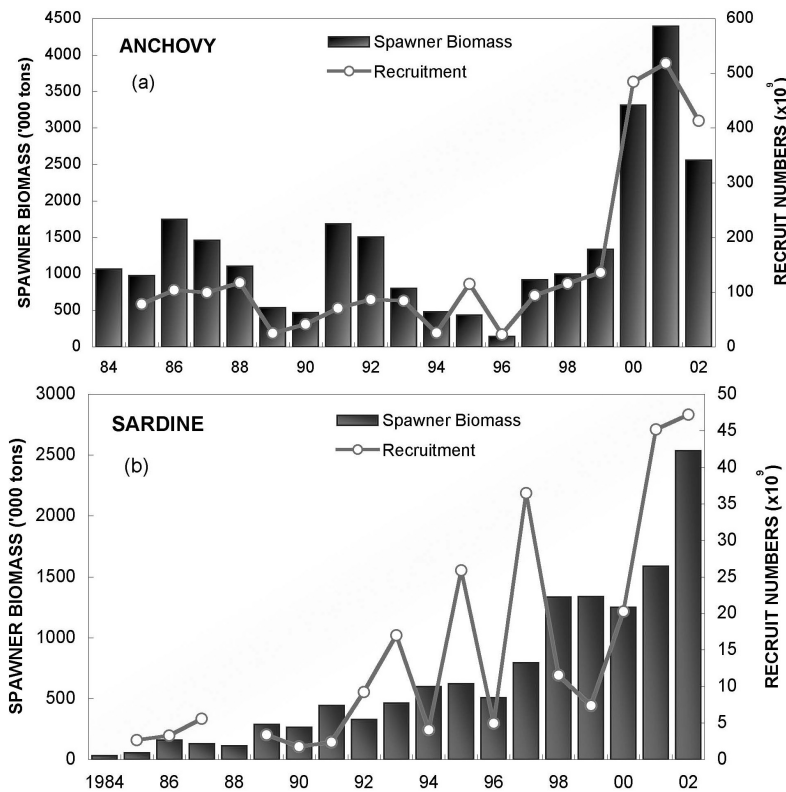 ANCHOVY
(a)
Spawner Biomass
Recruitment
SPAWNER BIOMASS ('000 tons)
4500
4000
3500
3000
2500
2000
1500
1000
500
0
600
500
400
300
200
100
0
RECRUIT NUMBERS (x10⁹)
84 86 88 90 92 94 96 98 00 02
SARDINE
(b)
Spawner Biomass
Recruitment
SPAWNER BIOMASS ('000 tons)
3000
2500
2000
1500
1000
500
0
50
45
40
35
30
25
20
15
10
5
0
RECRUIT NUMBERS (x10⁹)
1984 86 88 90 92 94 96 98 00 02